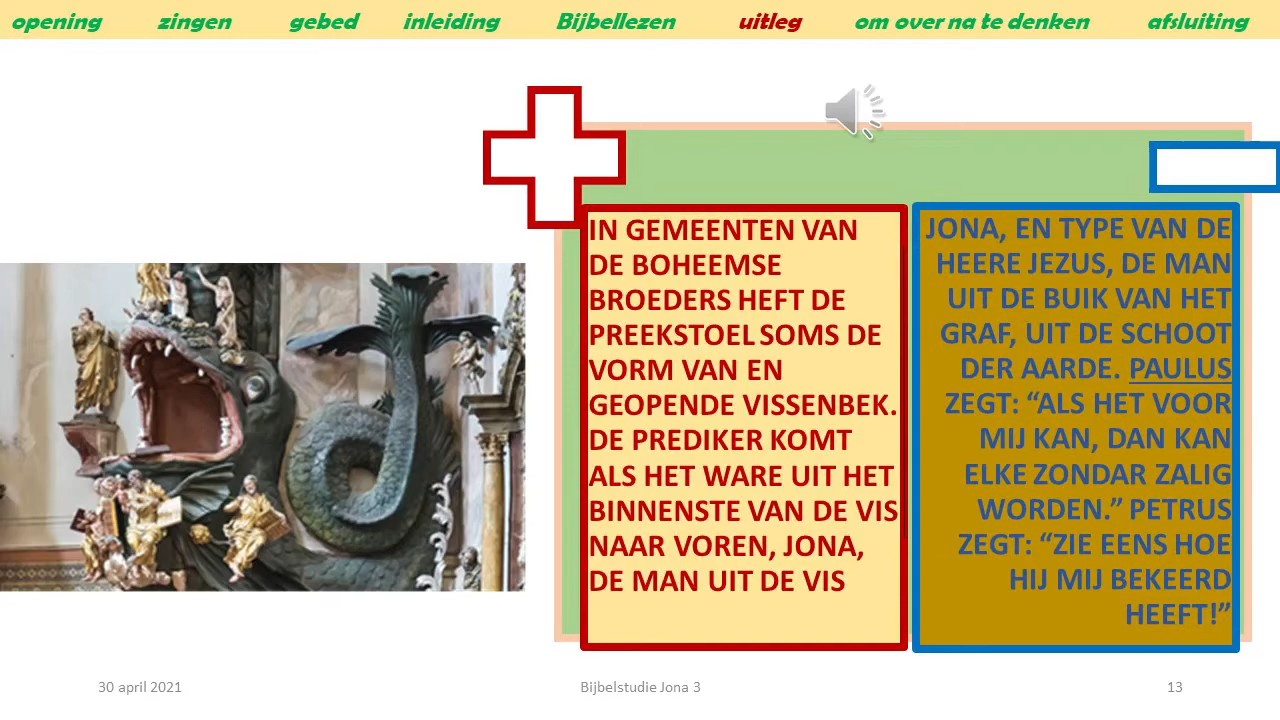 opening zingen gebed inleiding Bijbellezen uitleg om over na te denken afsluiting
IN GEMEENTEN VAN
DE BOHEEMSE
BROEDERS HEFT DE
PREEKSTOEL SOMS DE
VORM VAN EN
GEOPENDE VISSENBEK.
DE PREDIKER KOMT
ALS HET WARE UIT HET
BINNENSTE VAN DE VIS
NAAR VOREN, JONA,
DE MAN UIT DE VIS
JONA, EN TYPE VAN DE
HEERE JEZUS, DE MAN
UIT DE BUIK VAN HET
GRAF, UIT DE SCHOOT
DER AARDE. PAULUS
ZEGT: “ALS HET VOOR
MIJ KAN, DAN KAN
ELKE ZONDAR ZALIG
WORDEN.” PETRUS
ZEGT: “ZIE EENS HOE
HIJ MIJ BEKEERD
HEEFT!”
30 april 2021
Bijbelstudie Jona 3
13